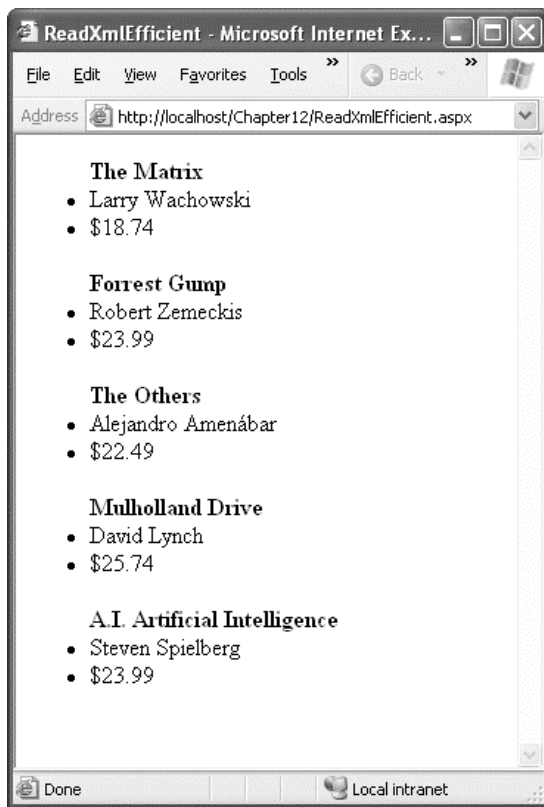 ReadXmlEfficient - Microsoft Internet Ex...
File Edit View Favorites Tools » Back »
Address http://localhost/Chapter12/ReadXmlEfficient.aspx
The Matrix
• Larry Wachowski
• $18.74
Forrest Gump
• Robert Zemeckis
• $23.99
The Others
• Alejandro Amenábar
• $22.49
Mulholland Drive
• David Lynch
• $25.74
A.I. Artificial Intelligence
• Steven Spielberg
• $23.99
Done Local intranet